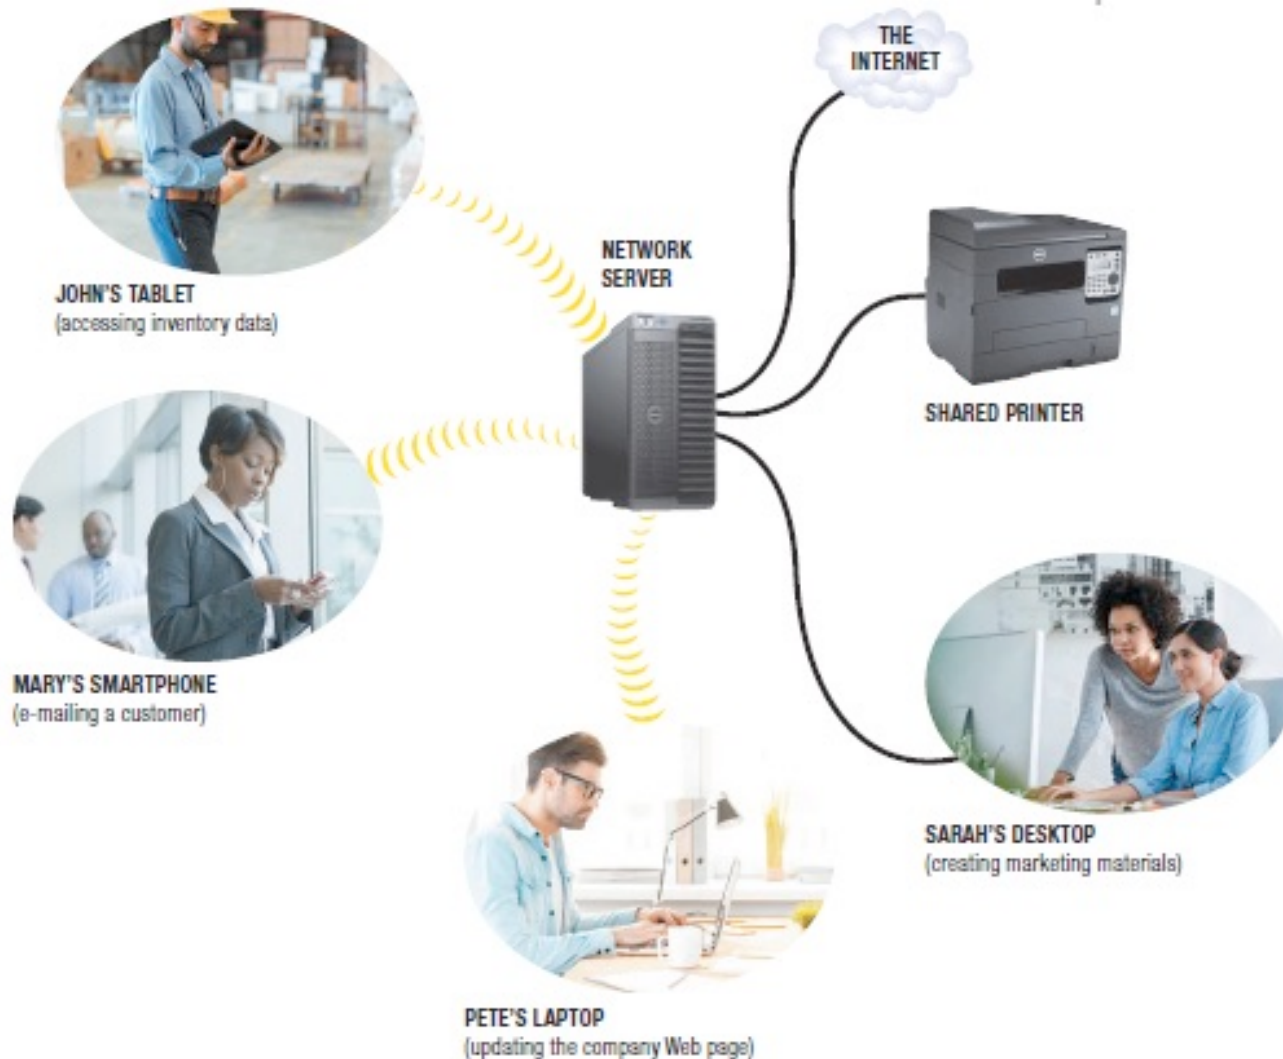 THE
INTERNET
NETWORK
SERVER
JOHN'S TABLET
(accessing inventory data)
SHARED PRINTER
MARY'S SMARTPHONE
(e-mailing a customer)
SARAH'S DESKTOP
(creating marketing materials)
PETE'S LAPTOP
(updating the company Web page)